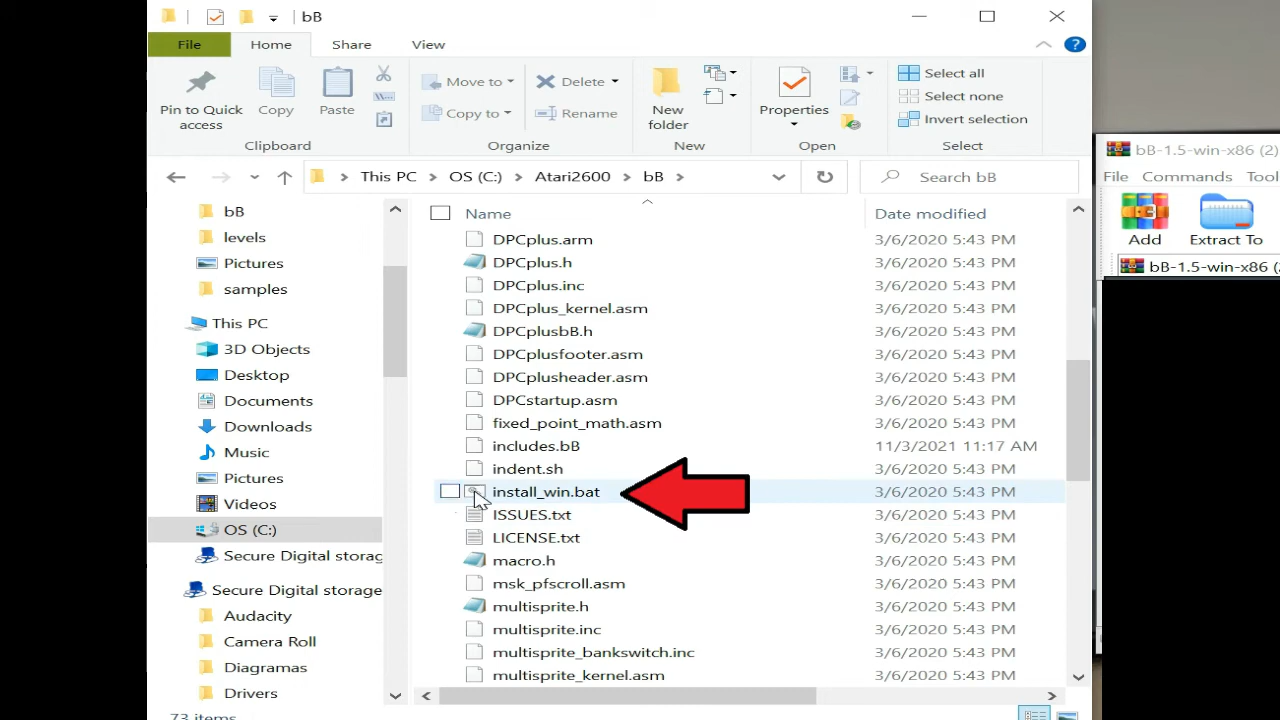 bB
File Home Share View
Pin to Quick access
Copy
Paste
Move to
Copy to
Delete
Rename
New folder
Properties
Select all
Select none
Invert selection
Clipboard Organize New Open Select
This PC OS (C:) Atari2600 bB
Search bB
bB
levels
Pictures
samples
This PC
3D Objects
Desktop
Documents
Downloads
Music
Pictures
Videos
OS (C:)
Secure Digital storag
Secure Digital storage
Audacity
Camera Roll
Diagramas
Drivers
Name Date modified
DPCplus.arm 3/6/2020 5:43 PM
DPCplus.h 3/6/2020 5:43 PM
DPCplus.inc 3/6/2020 5:43 PM
DPCplus_kernel.asm 3/6/2020 5:43 PM
DPCplusbB.h 3/6/2020 5:43 PM
DPCplusfooter.asm 3/6/2020 5:43 PM
DPCplusheader.asm 3/6/2020 5:43 PM
DPCstartup.asm 3/6/2020 5:43 PM
fixed_point_math.asm 3/6/2020 5:43 PM
includes.bB 11/3/2021 11:17 AM
indent.sh 3/6/2020 5:43 PM
install_win.bat 3/6/2020 5:43 PM
ISSUES.txt 3/6/2020 5:43 PM
LICENSE.txt 3/6/2020 5:43 PM
macro.h 3/6/2020 5:43 PM
msk_pfscroll.asm 3/6/2020 5:43 PM
multisprite.h 3/6/2020 5:43 PM
multisprite.inc 3/6/2020 5:43 PM
multisprite_bankswitch.inc 3/6/2020 5:43 PM
multisprite_kernel.asm 3/6/2020 5:43 PM
73 items
bB-1.5-win-x86 (2)
File Commands Tool
Add Extract To
bB-1.5-win-x86 (2